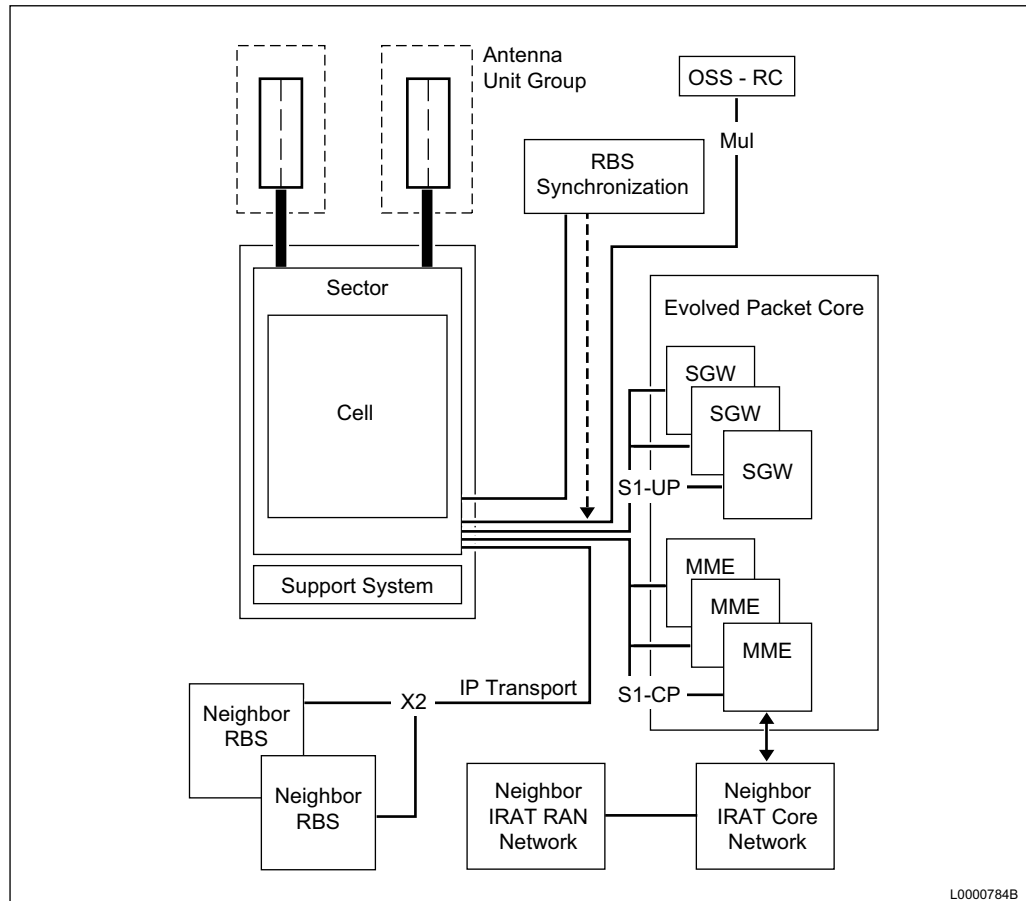 Antenna
Unit Group
OSS - RC
Mul
RBS
Synchronization
Sector
Evolved Packet Core
Cell
SGW
SGW
SGW
S1-UP
MME
MME
MME
S1-CP
Support System
IP Transport
X2
Neighbor
RBS
Neighbor
RBS
Neighbor
IRAT RAN
Network
Neighbor
IRAT Core
Network
L0000784B